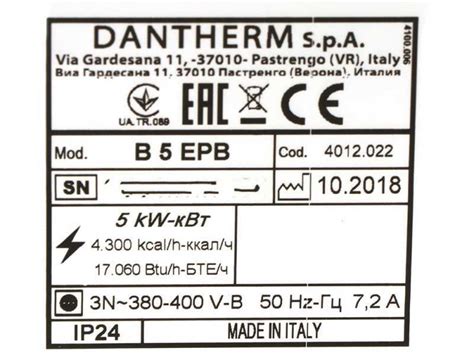 DANTHERM S.p.A.
Via Gardesana 11, -37010- Pastrengo (VR), Italy
Виа Гардесана 11, 37010 Пастренго (Верона), Италия
4100.006
UA.TR.089
EAC CE
Mod. B 5 EPB Cod. 4012.022
SN 10.2018
5 kW-кВт
4.300 kcal/h-ккал/ч
17.060 Btu/h-БТЕ/ч
3N~380-400 V-B 50 Hz-Гц 7,2 A
IP24 MADE IN ITALY